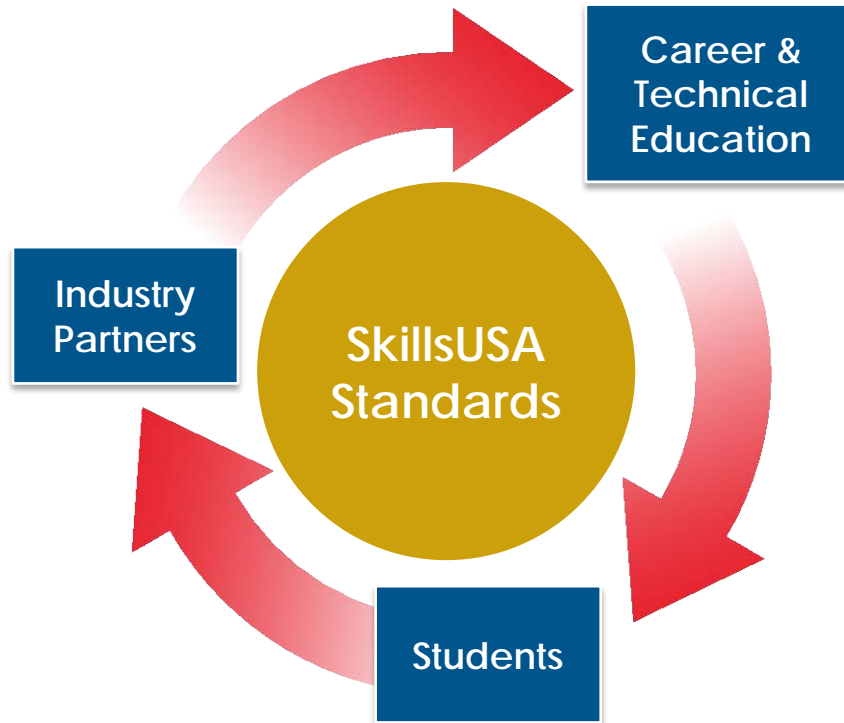 Career &
Technical
Education
Industry
Partners
SkillsUSA
Standards
Students